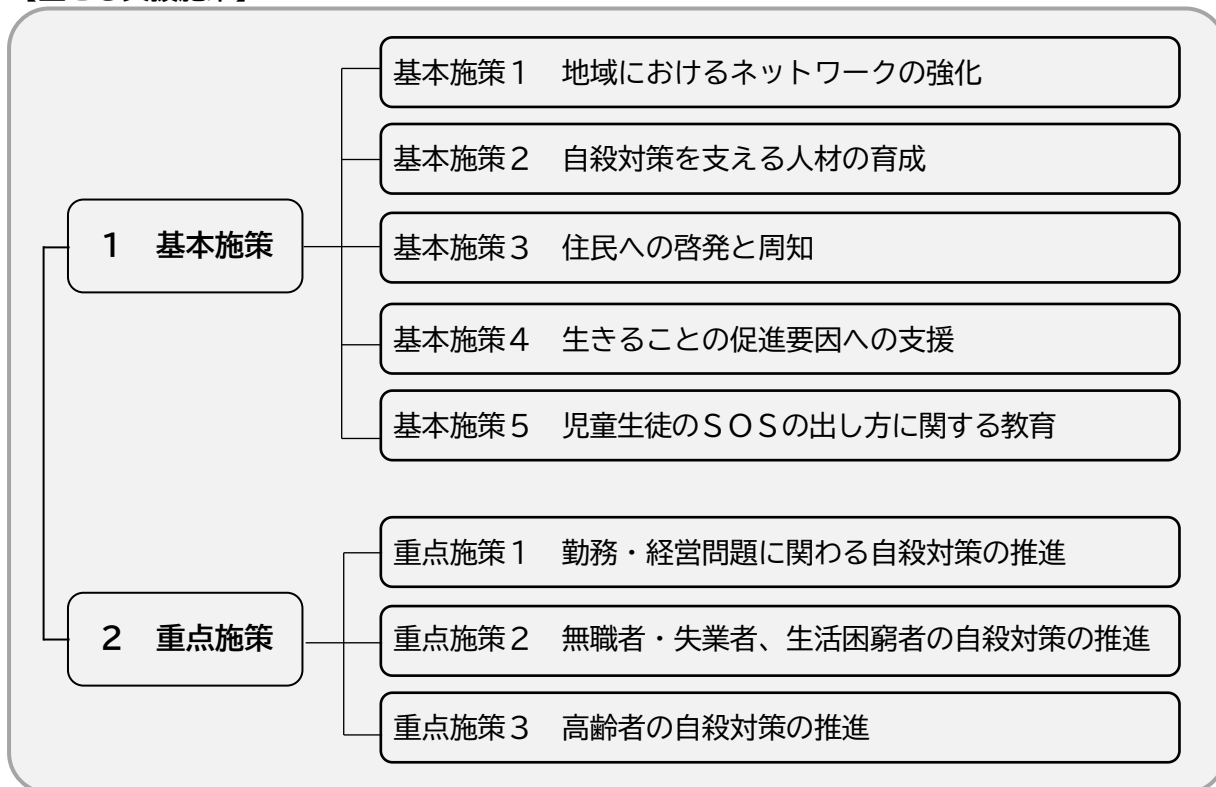 1 基本施策
基本施策1 地域におけるネットワークの強化
基本施策2 自殺対策を支える人材の育成
基本施策3 住民への啓発と周知
基本施策4 生きることの促進要因への支援
基本施策5 児童生徒のSOSの出し方に関する教育
2 重点施策
重点施策1 勤務・経営問題に関わる自殺対策の推進
重点施策2 無職者・失業者、生活困窮者の自殺対策の推進
重点施策3 高齢者の自殺対策の推進